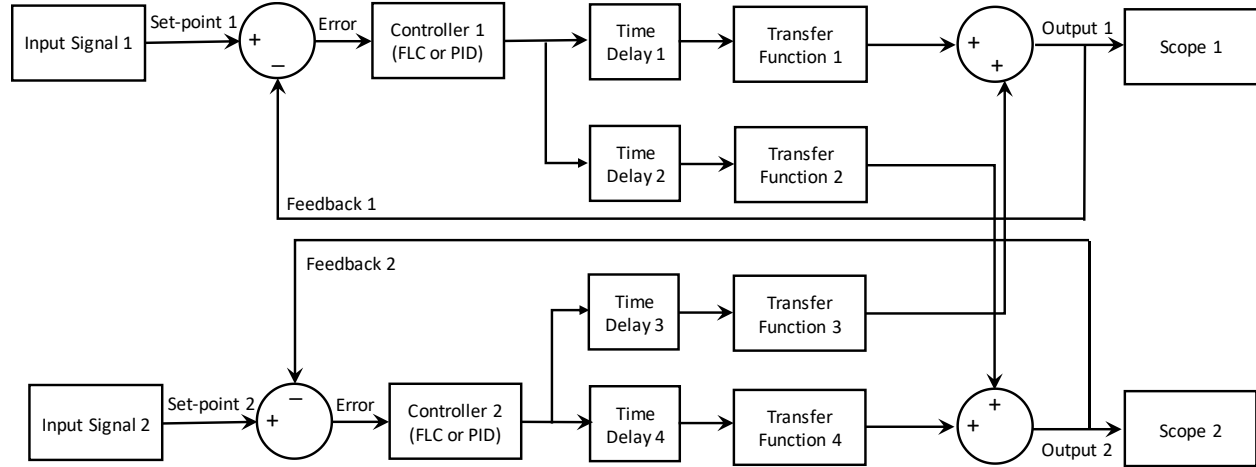 Input Signal 1
Set-point 1
+
−
Error
Controller 1
(FLC or PID)
Time
Delay 1
Transfer
Function 1
+
+
Output 1
Scope 1
Time
Delay 2
Transfer
Function 2
Feedback 1
Feedback 2
Time
Delay 3
Transfer
Function 3
Input Signal 2
Set-point 2
−
+
Error
Controller 2
(FLC or PID)
Time
Delay 4
Transfer
Function 4
+
+
Output 2
Scope 2